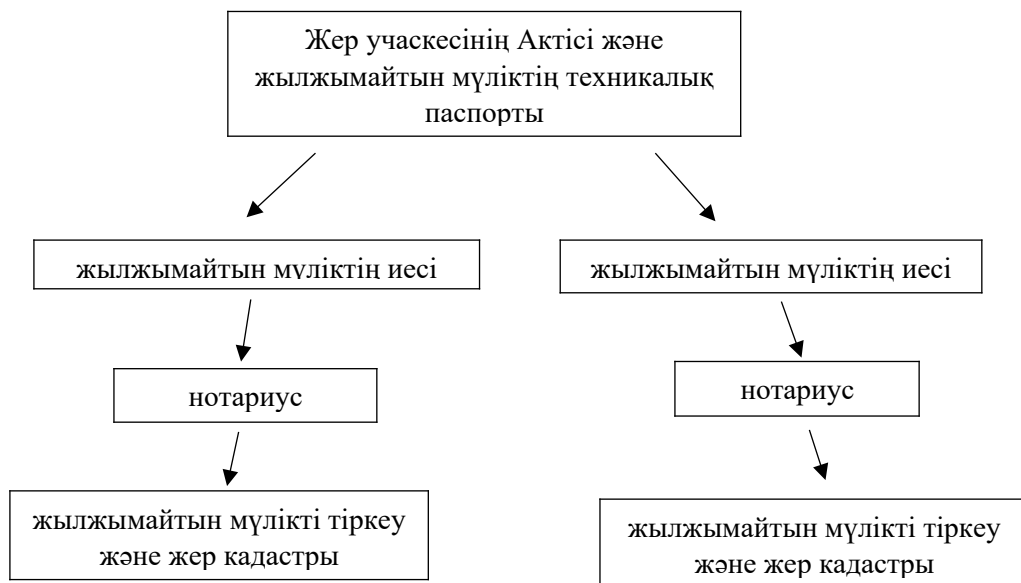 Жер учаскесінің Актісі және
жылжымайтын мүліктің техникалық
паспорты
жылжымайтын мүліктің иесі
жылжымайтын мүліктің иесі
нотариус
нотариус
жылжымайтын мүлікті тіркеу
және жер кадастры
жылжымайтын мүлікті тіркеу
және жер кадастры